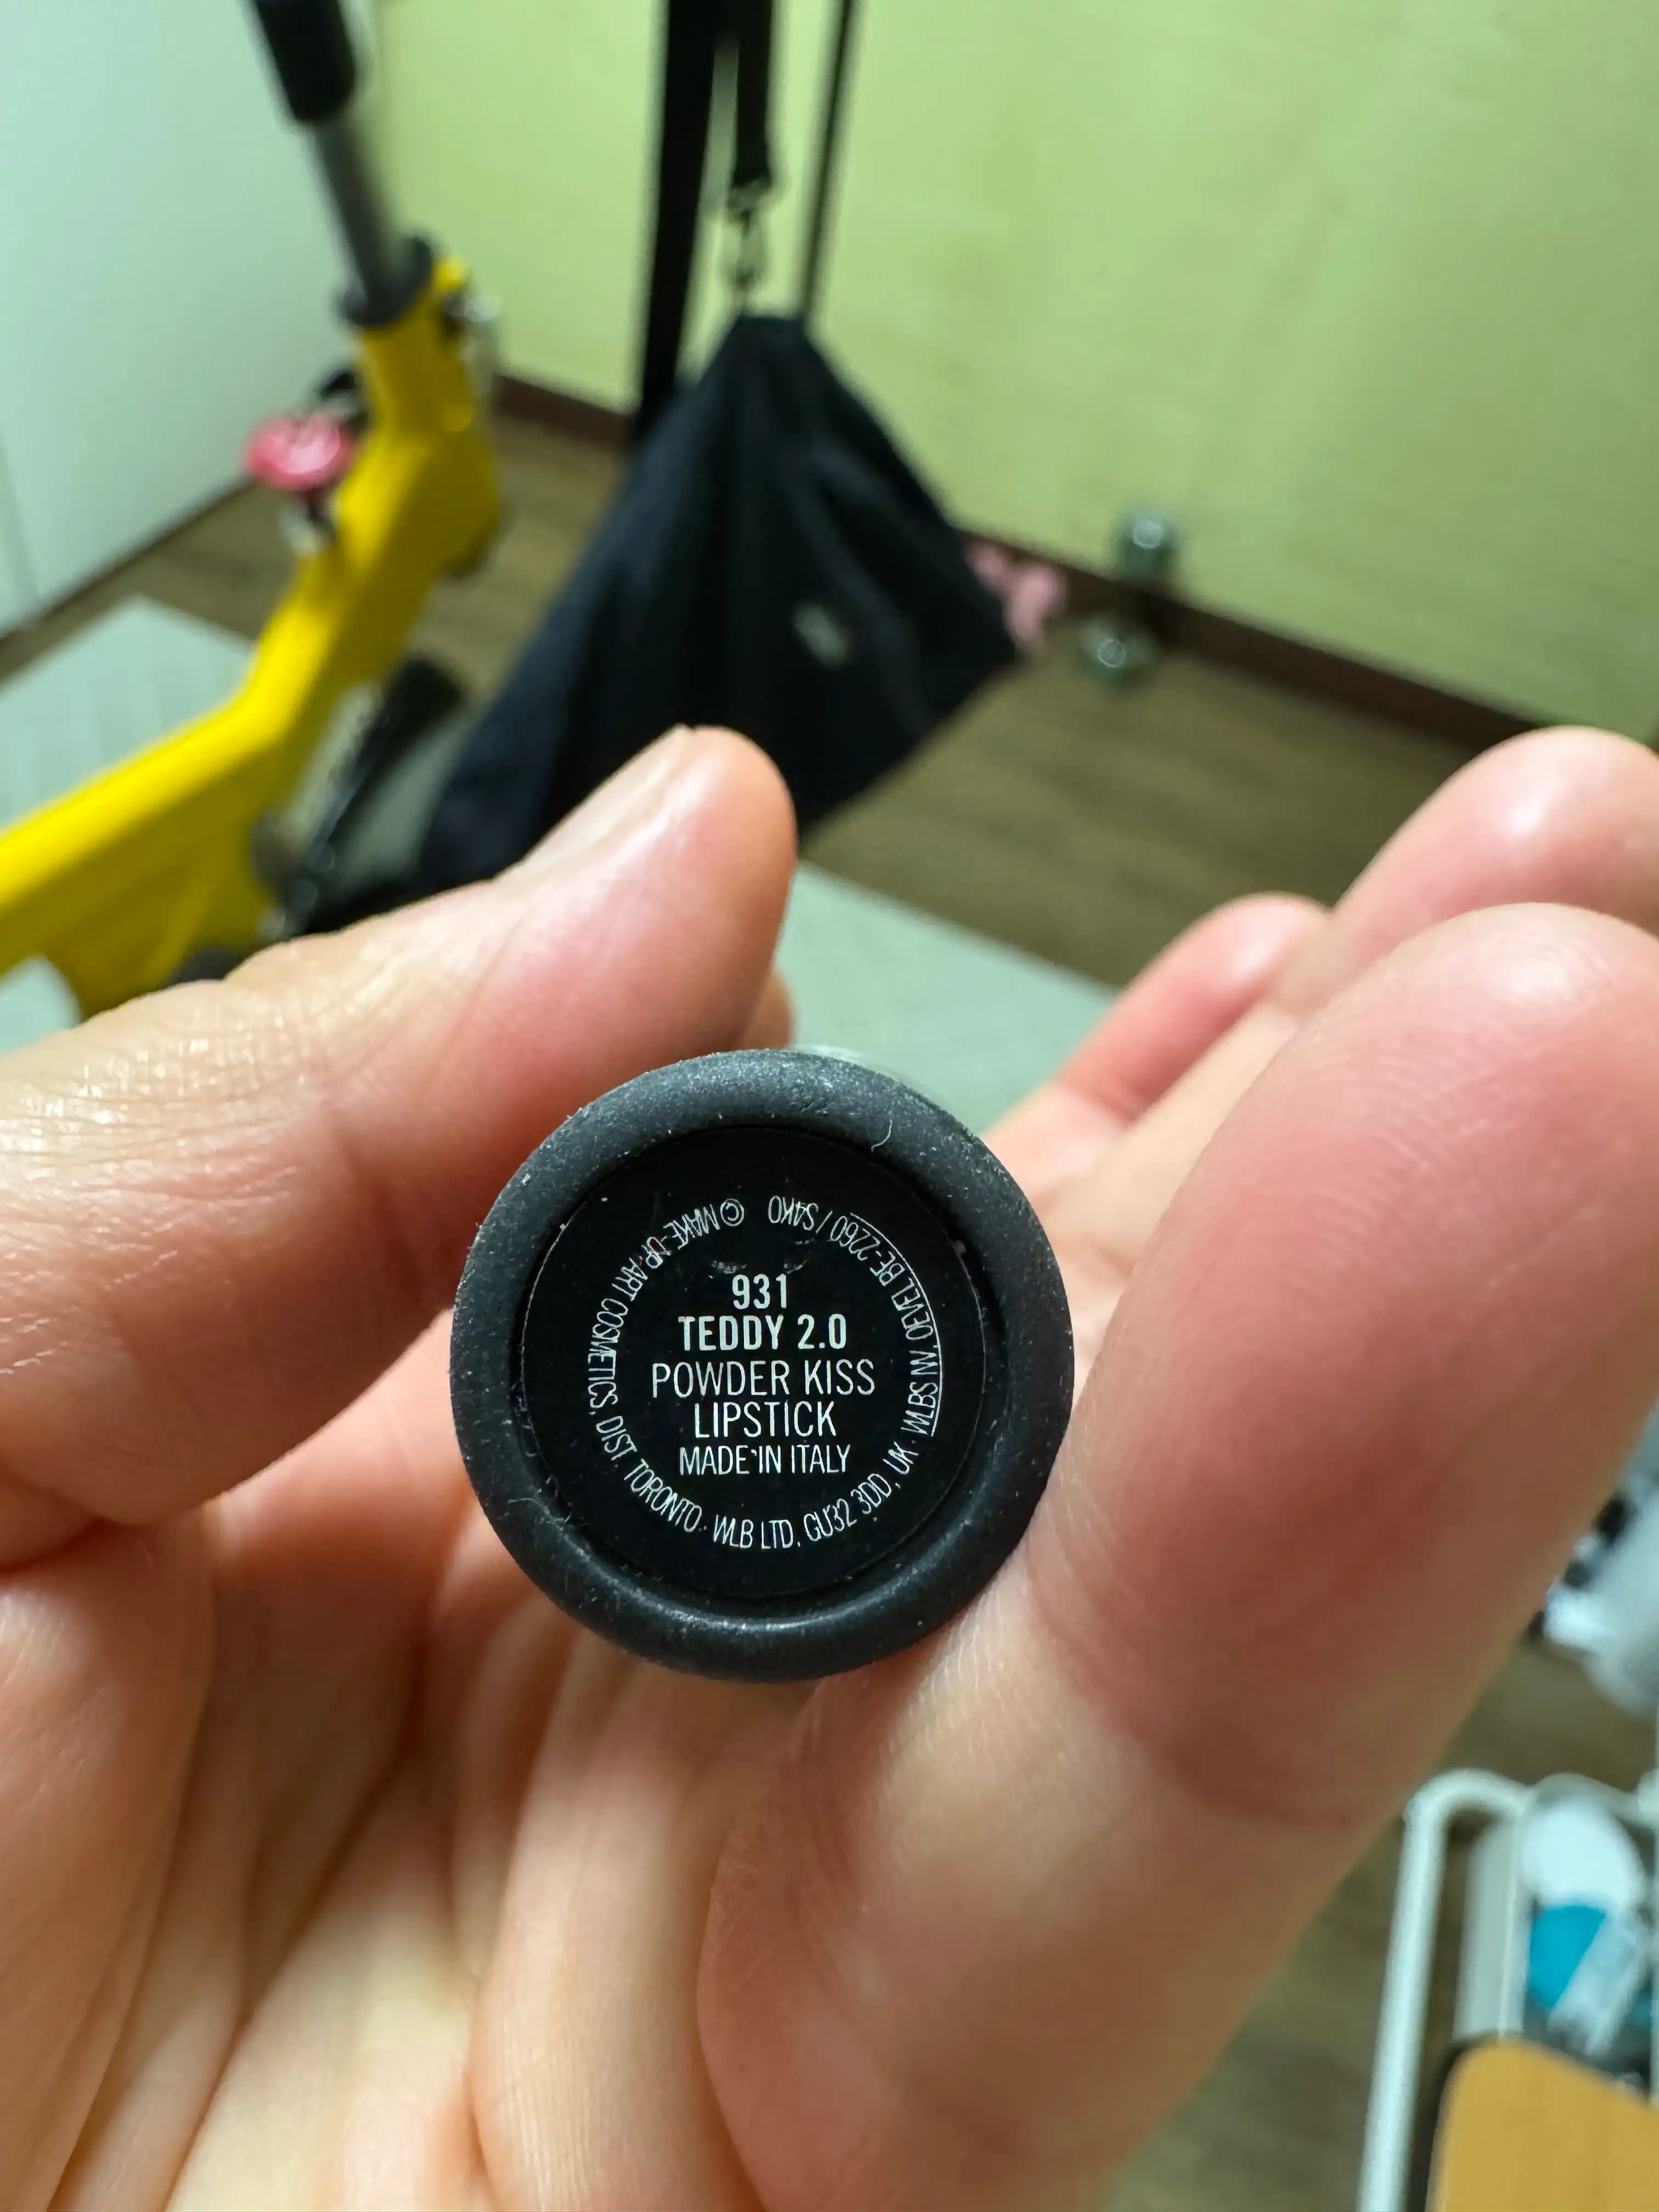 931
TEDDY 2.0
POWDER KISS
LIPSTICK
MADE IN ITALY
© MAKE-UP ART COSMETICS, DIST. TORONTO · WLB LTD, GU32 3DD, UK · WLBS NV, OEVEL BE-2260 / S4K0